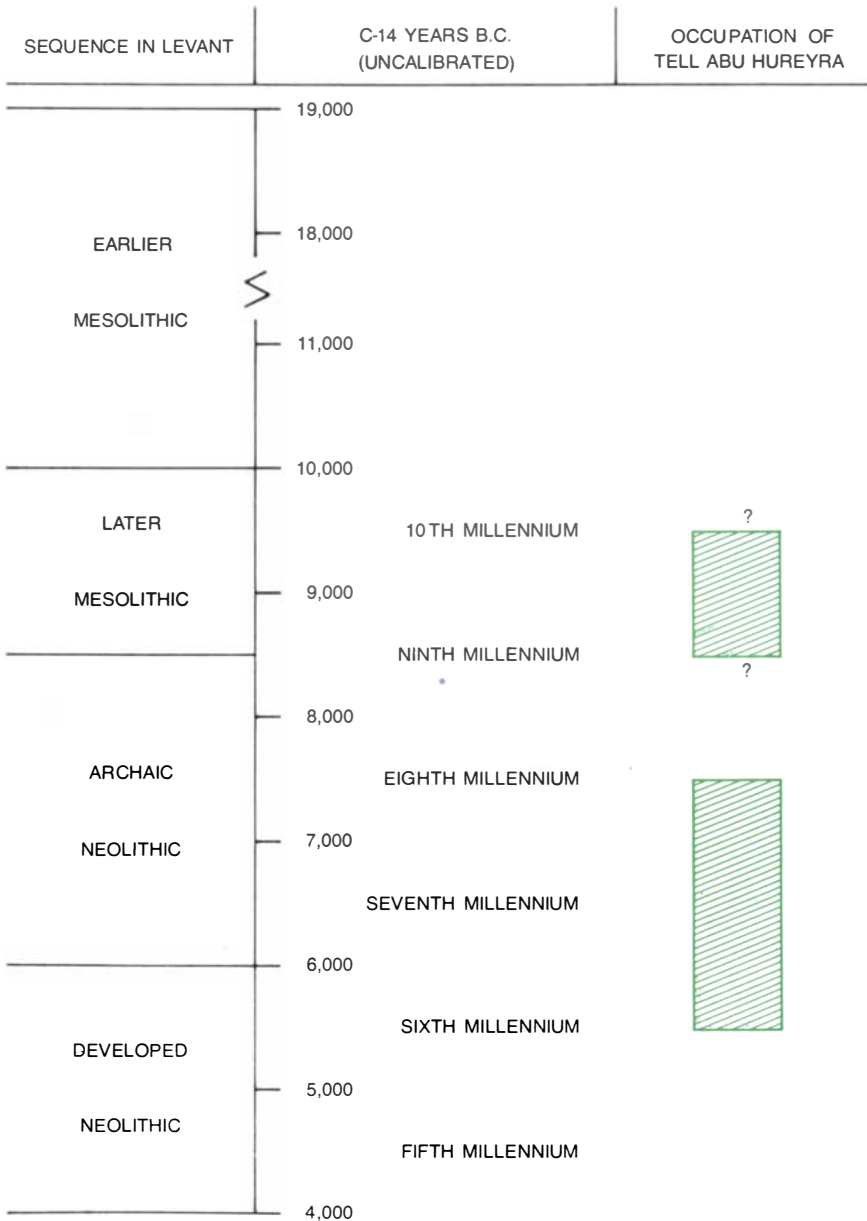 SEQUENCE IN LEVANT
C-14 YEARS B.C.
(UNCALIBRATED)
OCCUPATION OF
TELL ABU HUREYRA
19,000
EARLIER
18,000
MESOLITHIC
11,000
10,000
LATER
10TH MILLENNIUM
?
MESOLITHIC
9,000
NINTH MILLENNIUM
?
8,000
ARCHAIC
EIGHTH MILLENNIUM
NEOLITHIC
7,000
SEVENTH MILLENNIUM
6,000
SIXTH MILLENNIUM
DEVELOPED
5,000
NEOLITHIC
FIFTH MILLENNIUM
4,000